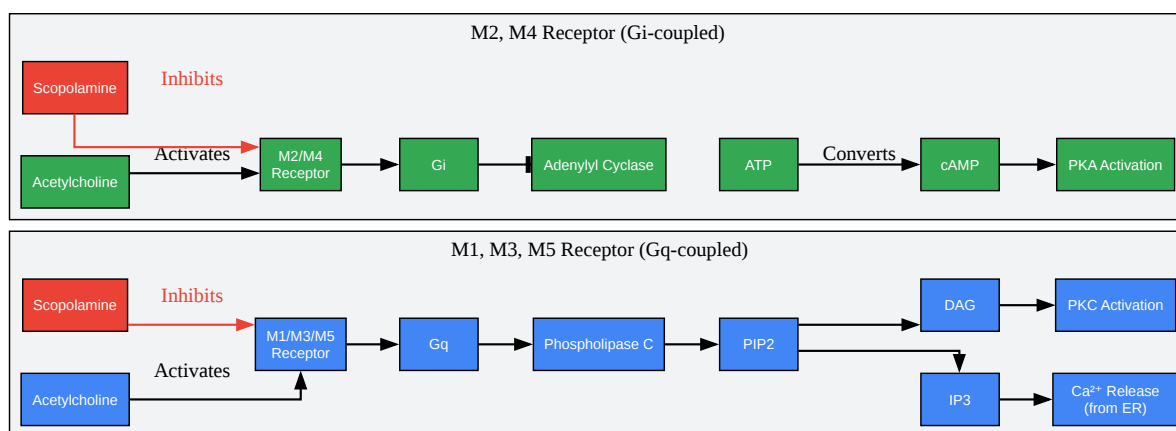 M2, M4 Receptor (Gi-coupled)
Scopolamine
Inhibits
Acetylcholine
Activates
M2/M4
Receptor
Gi
Adenylyl Cyclase
ATP
Converts
cAMP
PKA Activation
M1, M3, M5 Receptor (Gq-coupled)
Scopolamine
Inhibits
Acetylcholine
Activates
M1/M3/M5
Receptor
Gq
Phospholipase C
PIP2
DAG
PKC Activation
IP3
Ca²⁺ Release
(from ER)